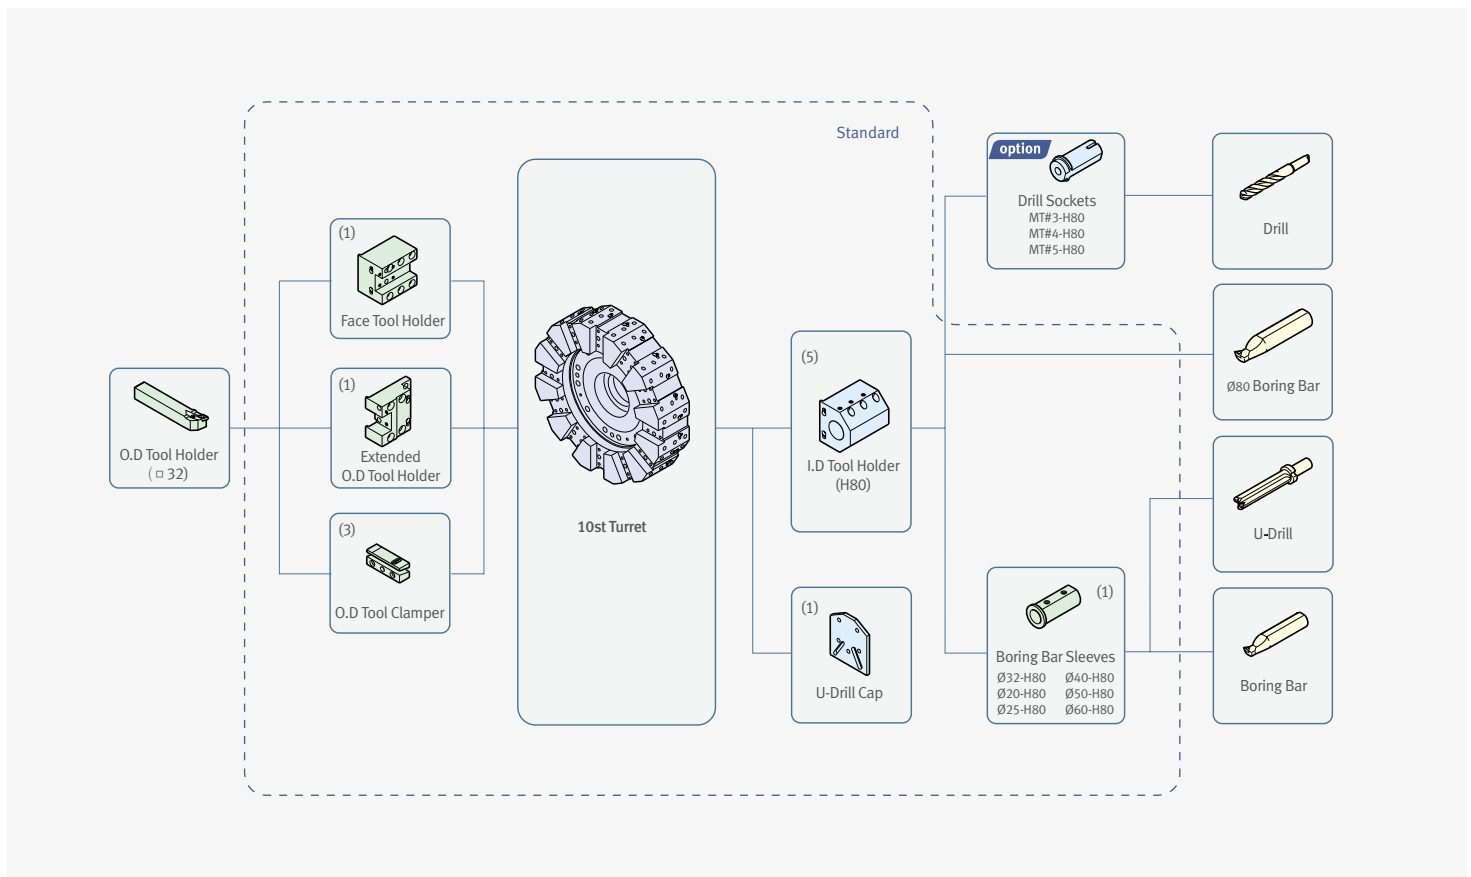 Standard
option
Drill Sockets
MT#3-H80
MT#4-H80
MT#5-H80
Drill
(1)
Face Tool Holder
Ø80 Boring Bar
(5)
I.D Tool Holder
(H80)
(1)
Extended
O.D Tool Holder
O.D Tool Holder
(□ 32)
10st Turret
U-Drill
(3)
O.D Tool Clamper
(1)
U-Drill Cap
(1)
Boring Bar Sleeves
Ø32-H80 Ø40-H80
Ø20-H80 Ø50-H80
Ø25-H80 Ø60-H80
Boring Bar